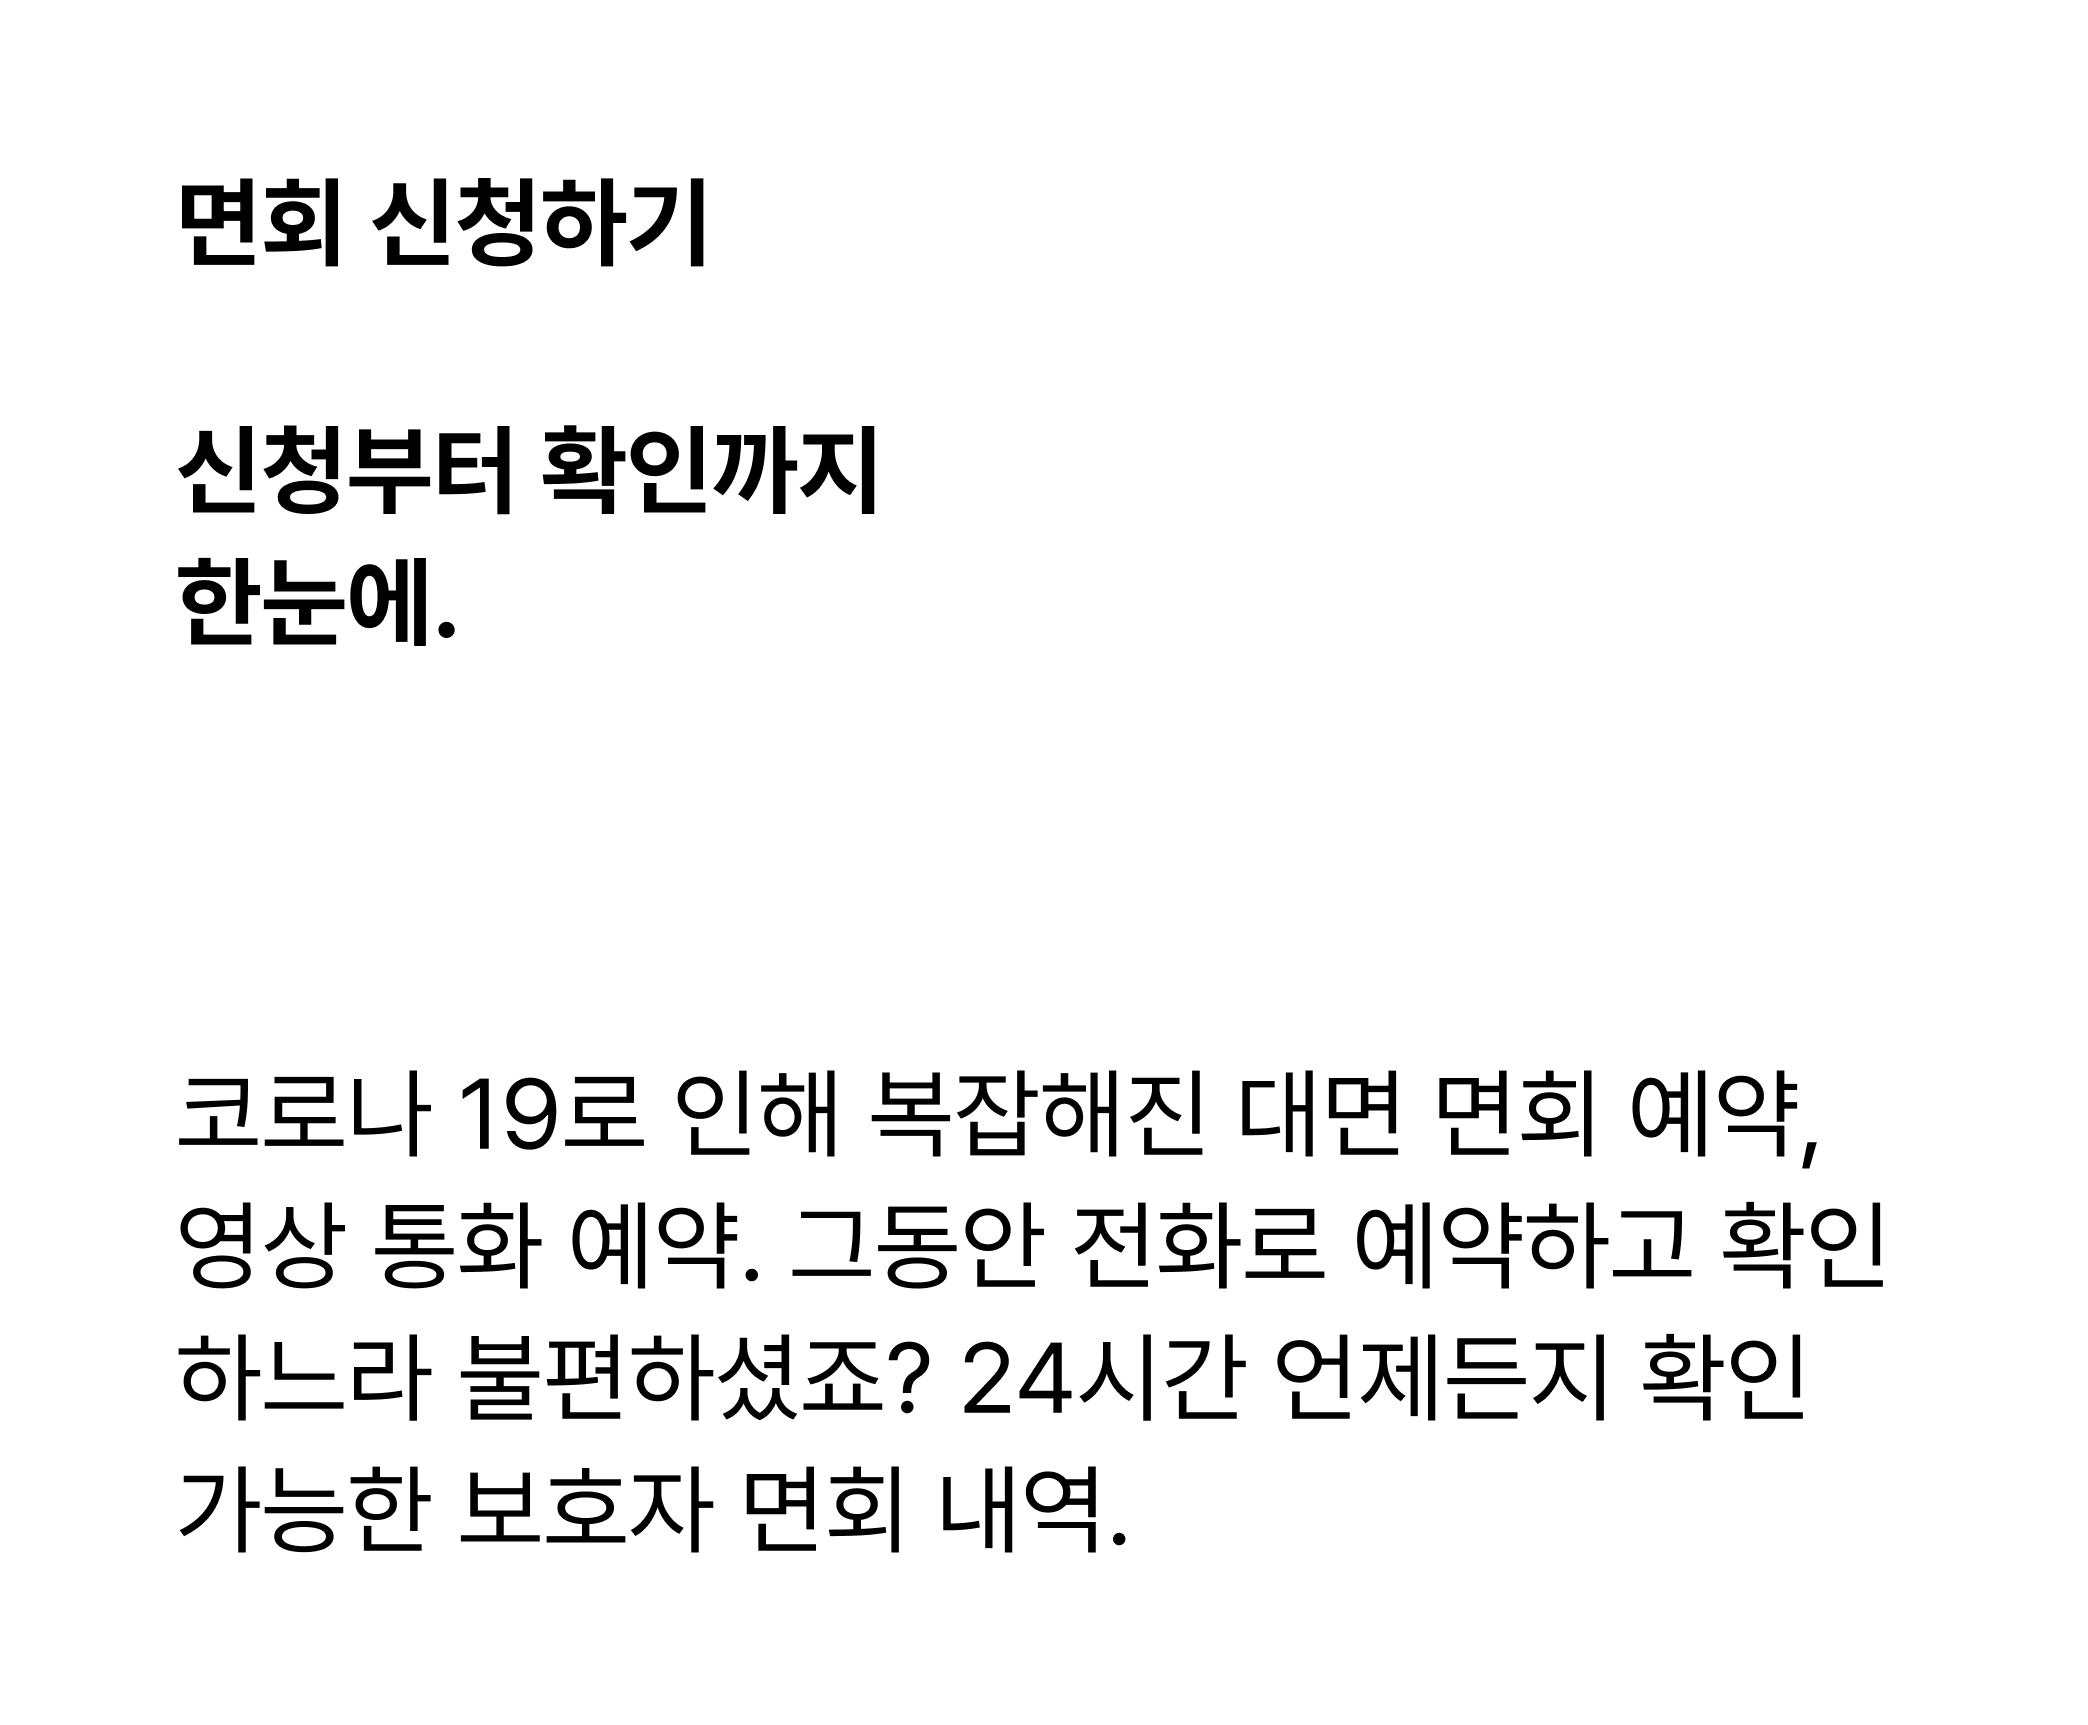 면회 신청하기
신청부터 확인까지
한눈에.
코로나 19로 인해 복잡해진 대면 면회 예약,
영상 통화 예약. 그동안 전화로 예약하고 확인
하느라 불편하셨죠? 24시간 언제든지 확인
가능한 보호자 면회 내역.